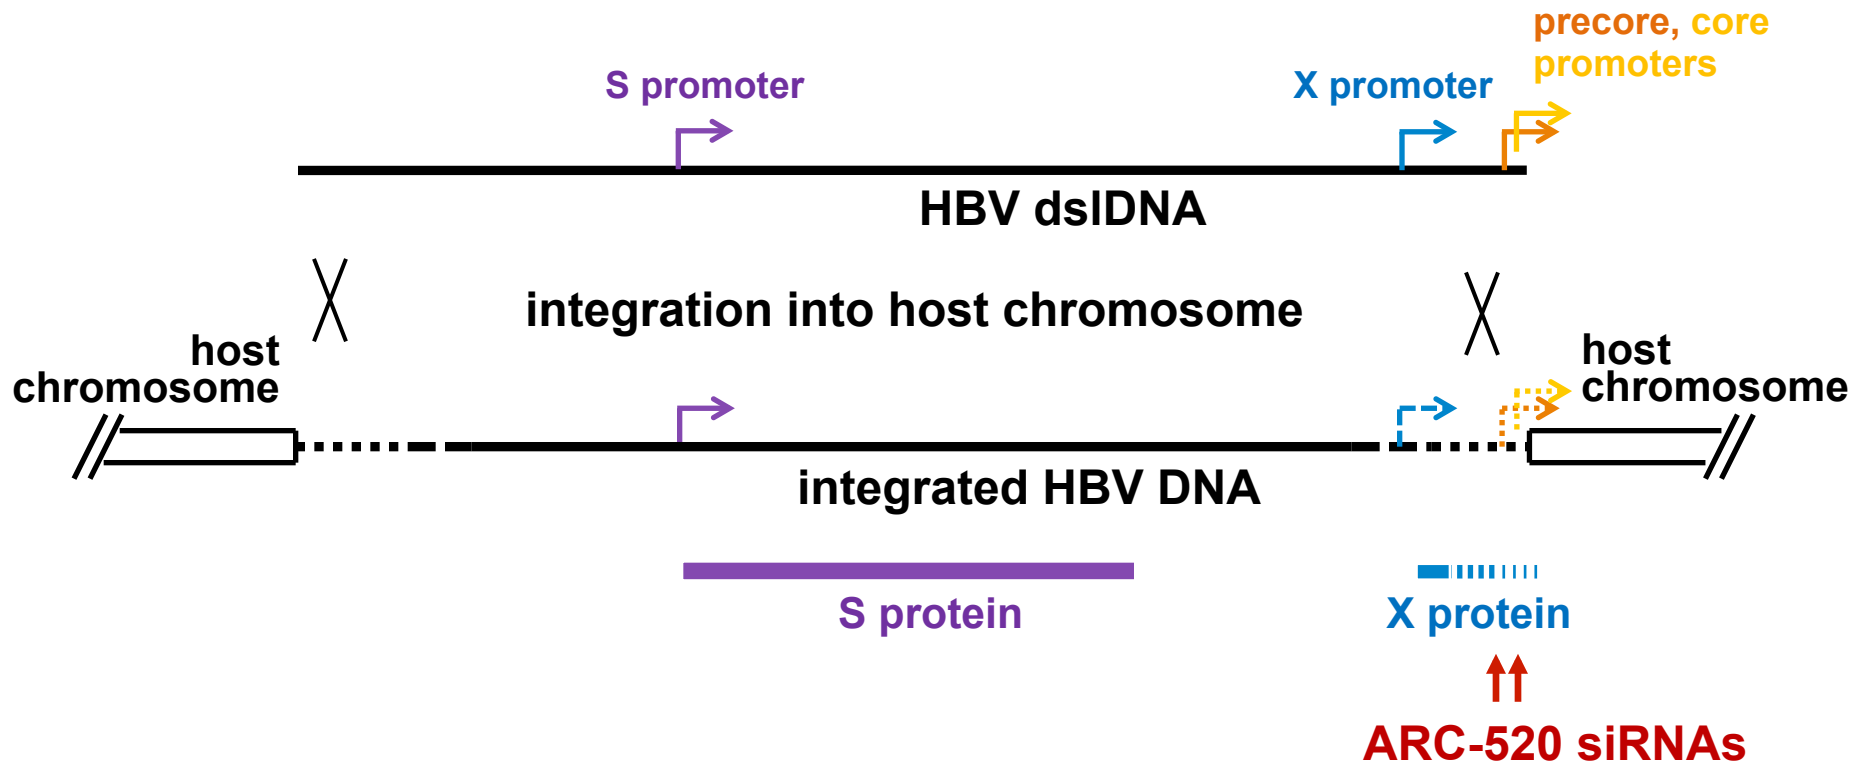 precore, core
promoters
S promoter
X promoter
HBV dslDNA
integration into host chromosome
host
chromosome
host
chromosome
integrated HBV DNA
S protein
X protein
ARC-520 siRNAs